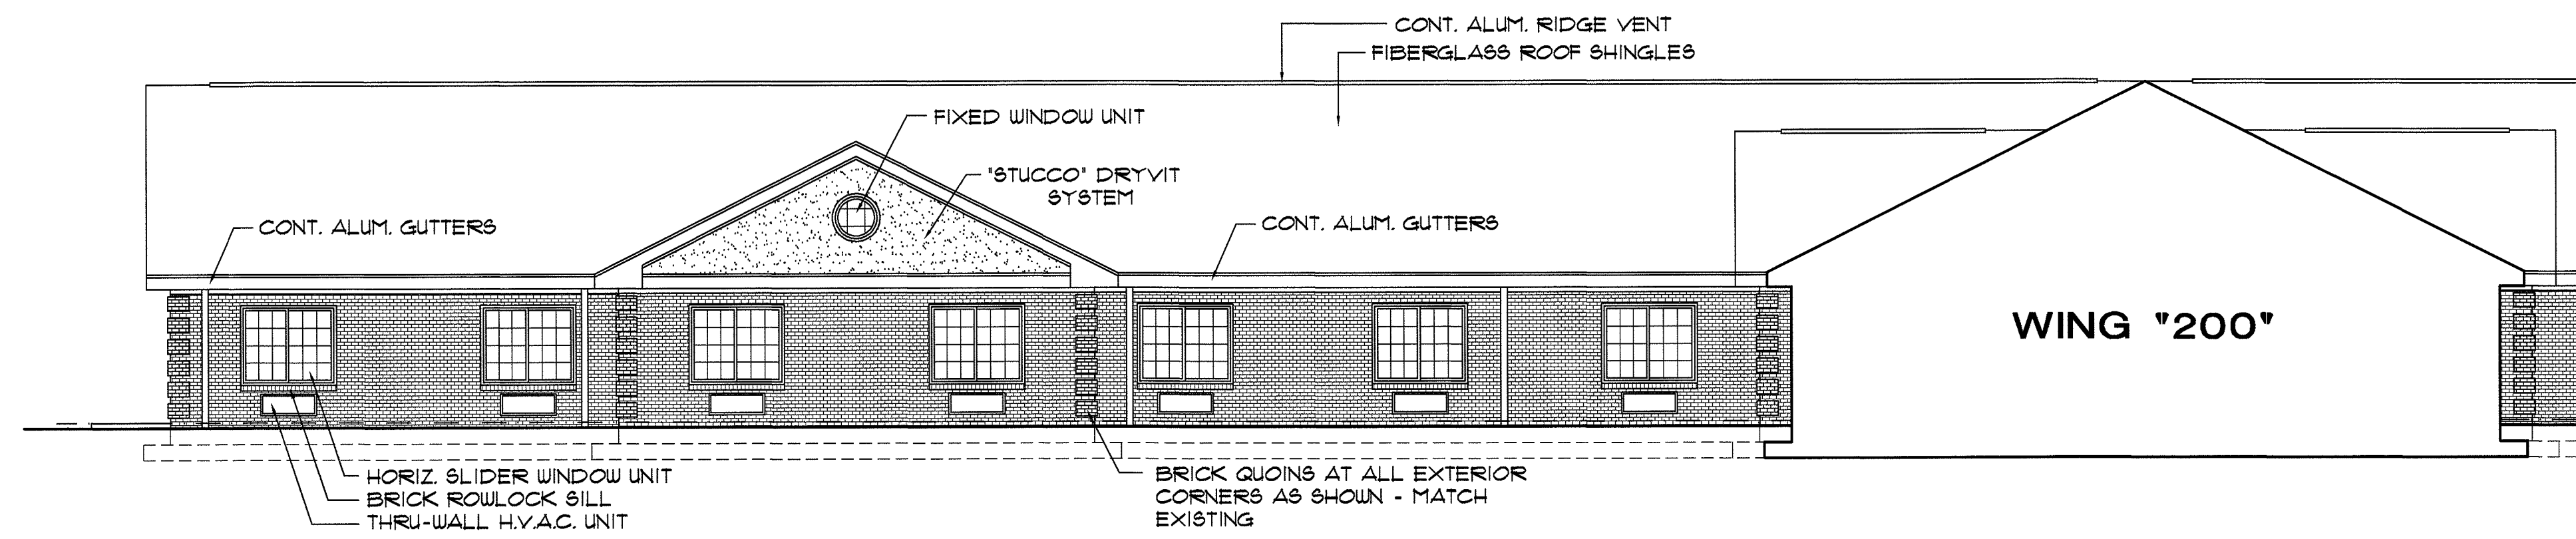 CONT. ALUM. RIDGE VENT
FIBERGLASS ROOF SHINGLES
FIXED WINDOW UNIT
"STUCCO" DRYVIT
SYSTEM
CONT. ALUM. GUTTERS
CONT. ALUM. GUTTERS
WING "200"
HORIZ. SLIDER WINDOW UNIT
BRICK ROWLOCK SILL
THRU-WALL H.V.A.C. UNIT
BRICK QUOINS AT ALL EXTERIOR
CORNERS AS SHOWN - MATCH
EXISTING